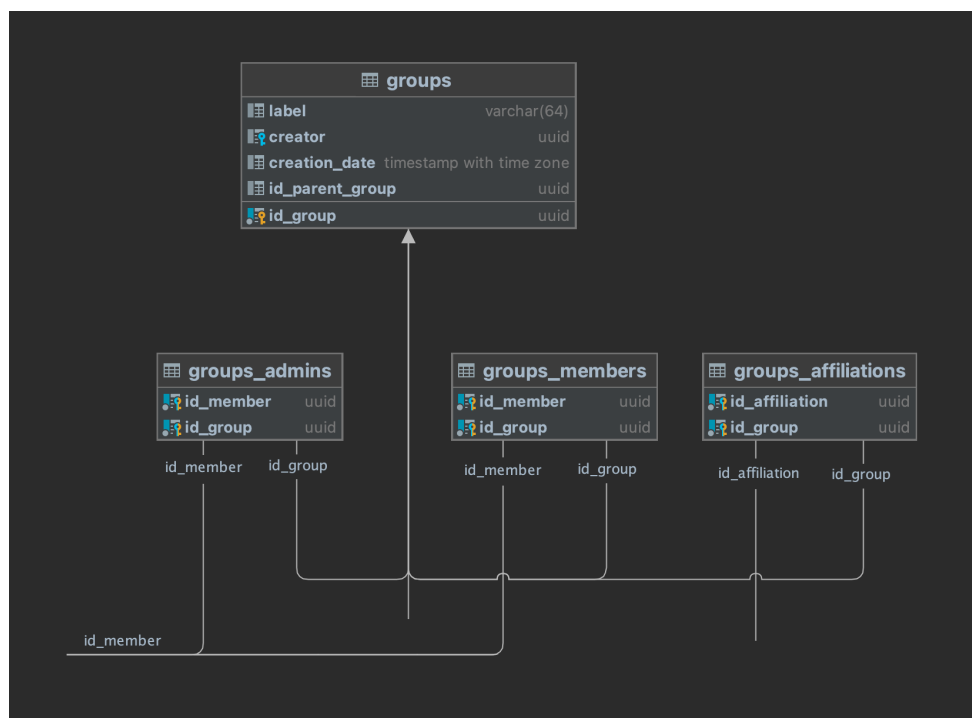 groups
label varchar(64)
creator uuid
creation_date timestamp with time zone
id_parent_group uuid
id_group uuid
groups_admins
id_member uuid
id_group uuid
groups_members
id_member uuid
id_group uuid
groups_affiliations
id_affiliation uuid
id_group uuid
id_member
id_group
id_member
id_group
id_affiliation
id_group
id_member